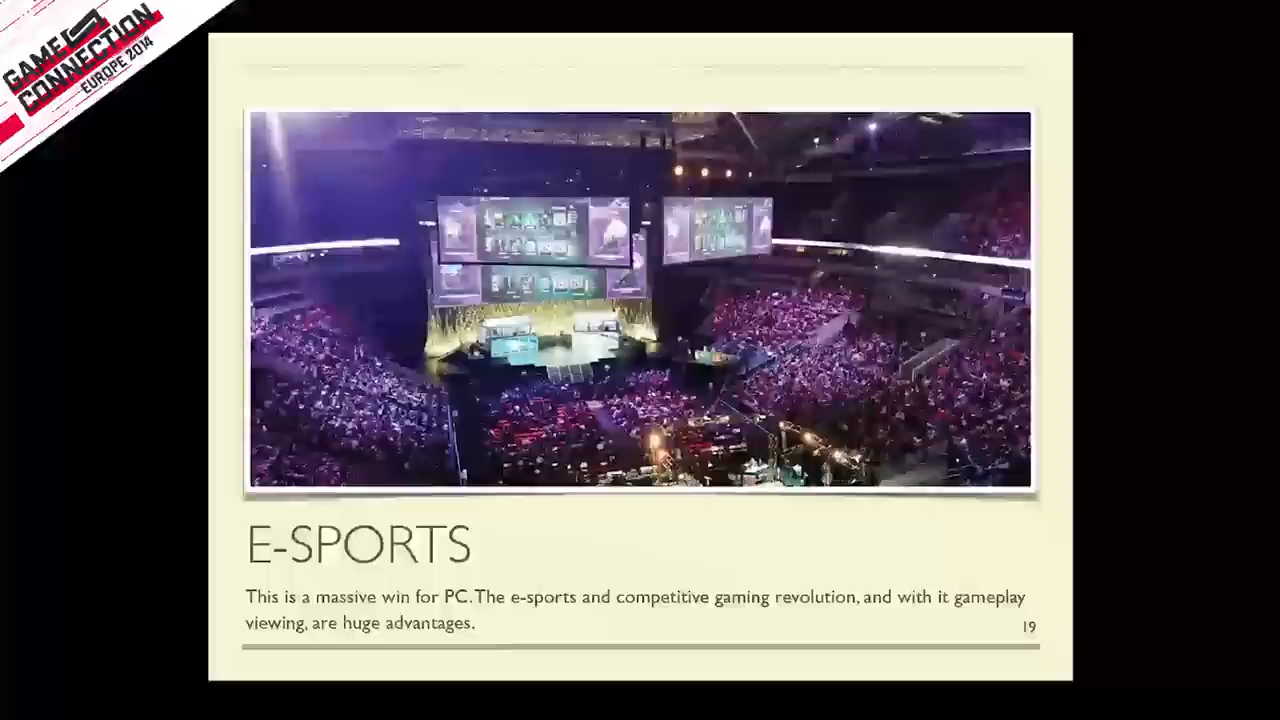 GAME
CONNECTION
EUROPE 2014
E-SPORTS
This is a massive win for PC. The e-sports and competitive gaming revolution, and with it gameplay
viewing, are huge advantages.
19